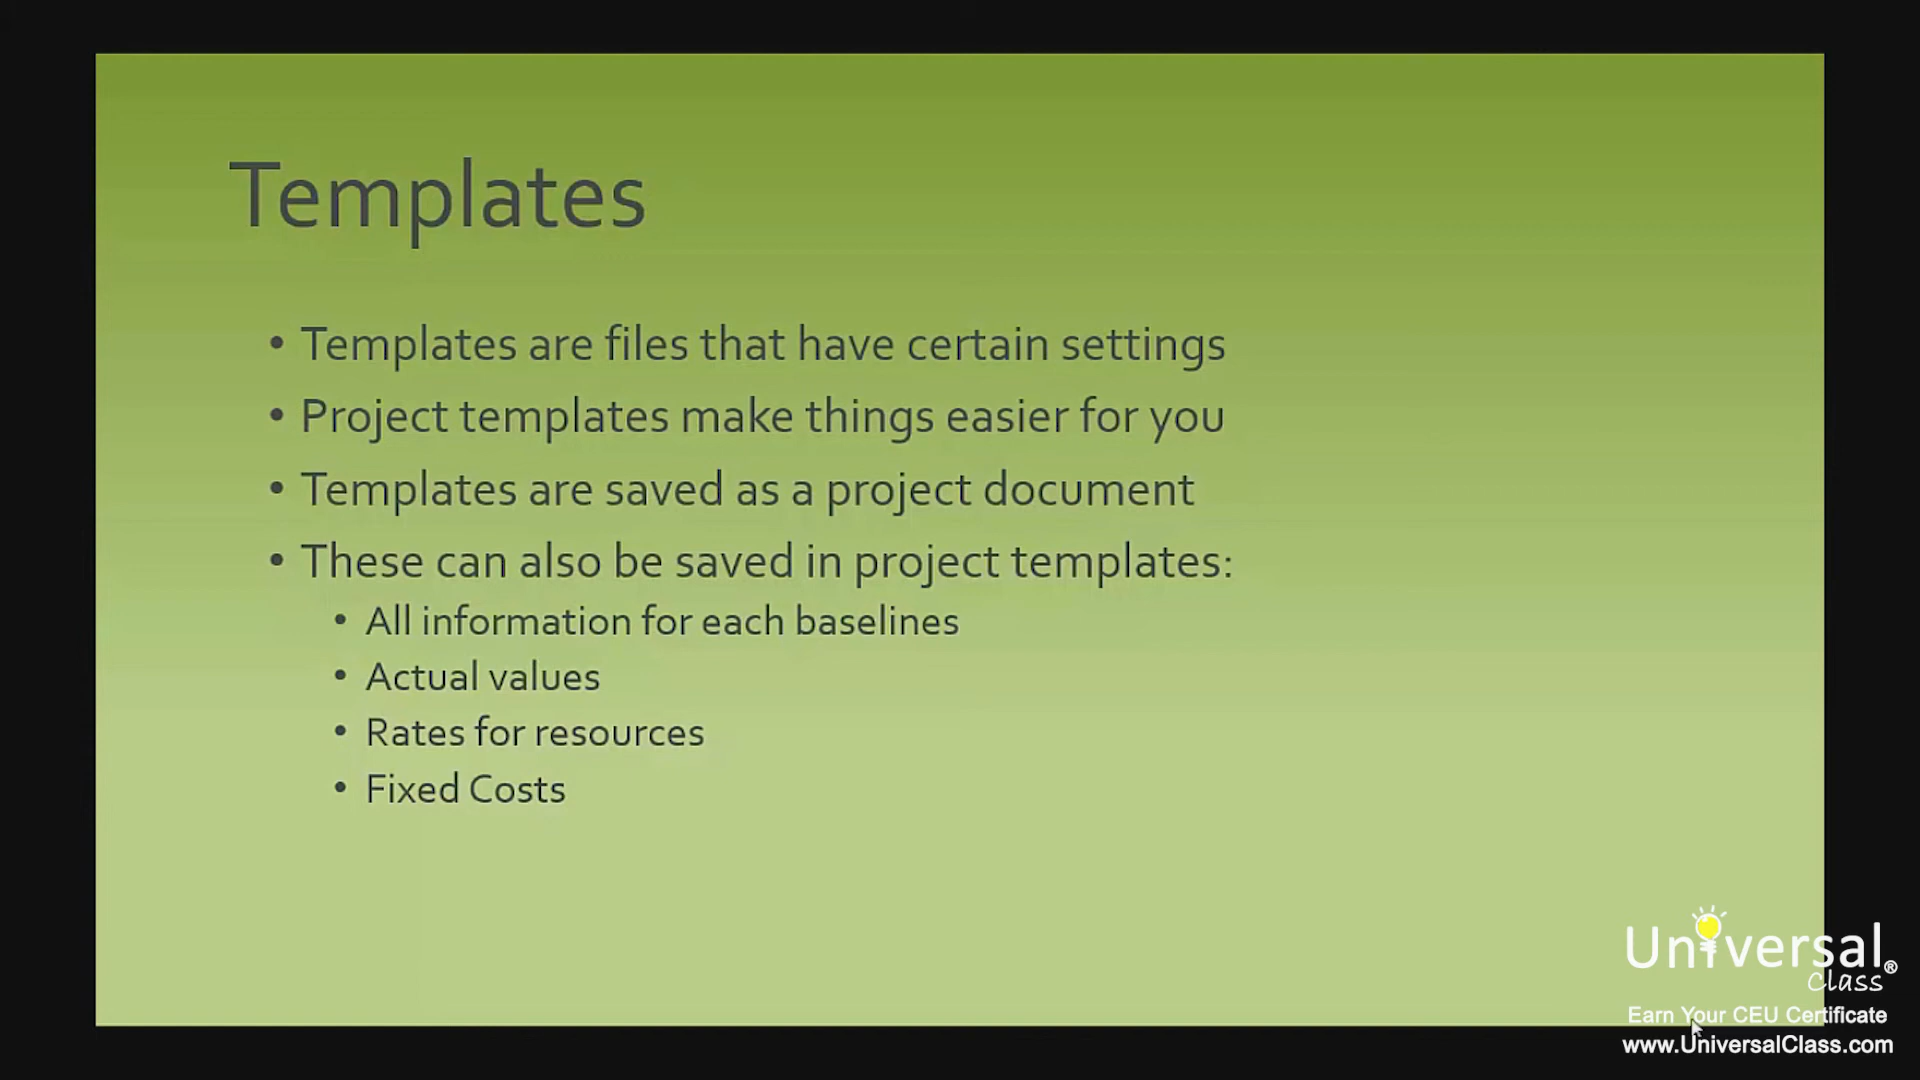 Templates
• Templates are files that have certain settings
• Project templates make things easier for you
• Templates are saved as a project document
• These can also be saved in project templates:
• All information for each baselines
• Actual values
• Rates for resources
• Fixed Costs
Universal®
Class
Earn Your CEU Certificate
www.UniversalClass.com